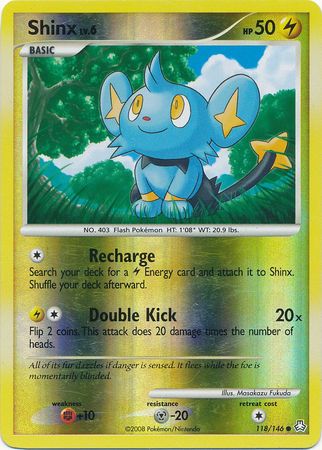 Shinx LV.6 HP 50
BASIC
NO. 403 Flash Pokémon HT: 1'08" WT: 20.9 lbs.
Recharge
Search your deck for a Energy card and attach it to Shinx.
Shuffle your deck afterward.
Double Kick 20x
Flip 2 coins. This attack does 20 damage times the number of
heads.
All of its fur dazzles if danger is sensed. It flees while the foe is
momentarily blinded.
Illus. Masakazu Fukuda
weakness resistance retreat cost
+10 -20
©2008 Pokémon/Nintendo 118/146